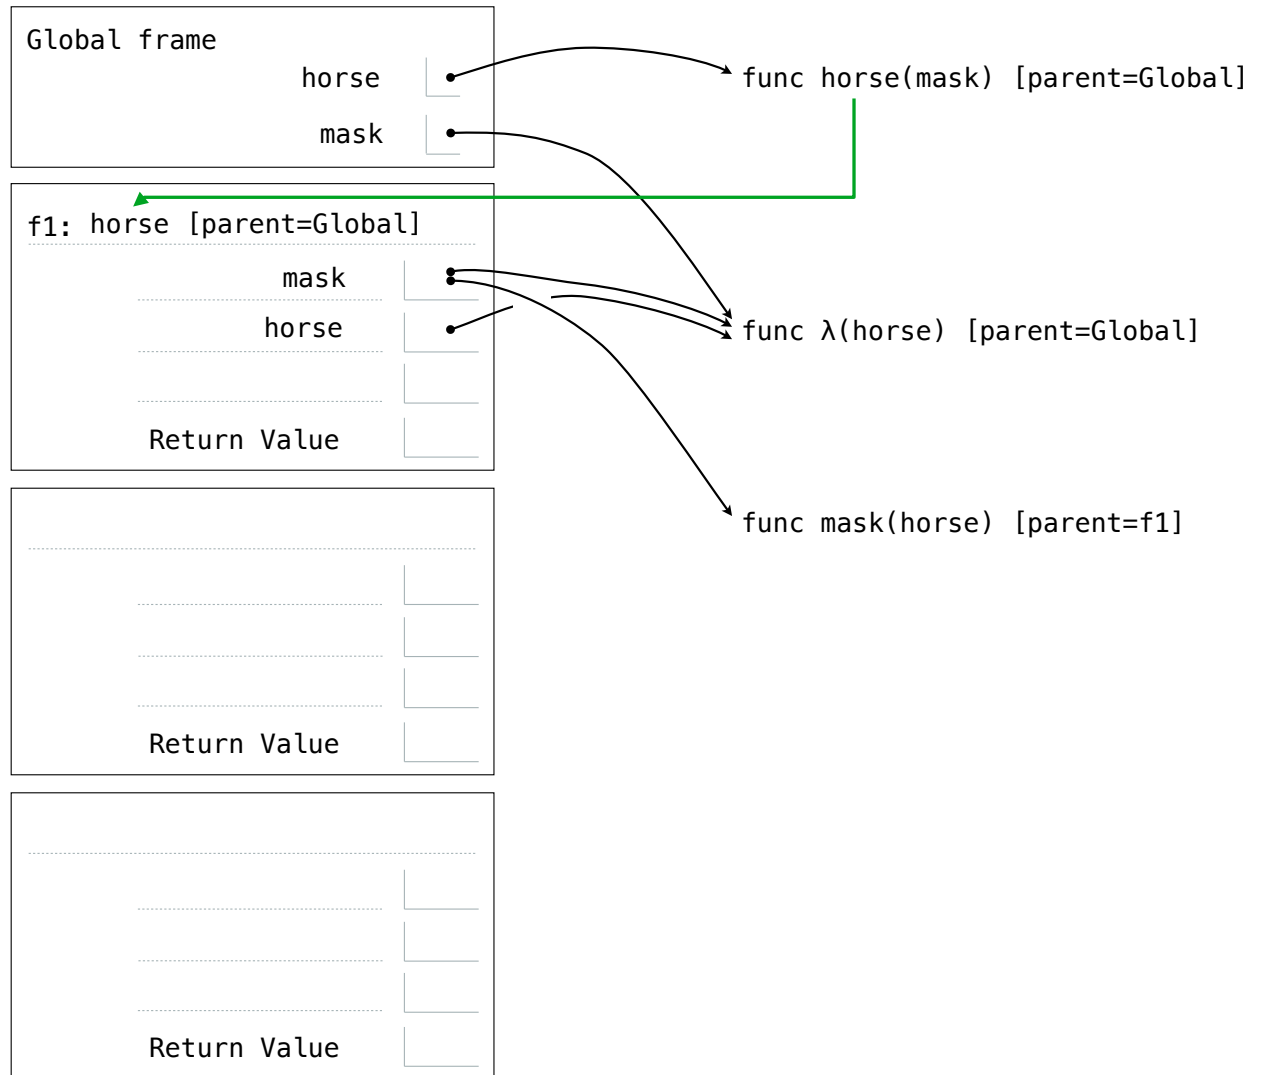 Global frame
horse
func horse(mask) [parent=Global]
mask
f1: horse [parent=Global]
mask
horse
func λ(horse) [parent=Global]
Return Value
func mask(horse) [parent=f1]
Return Value
Return Value